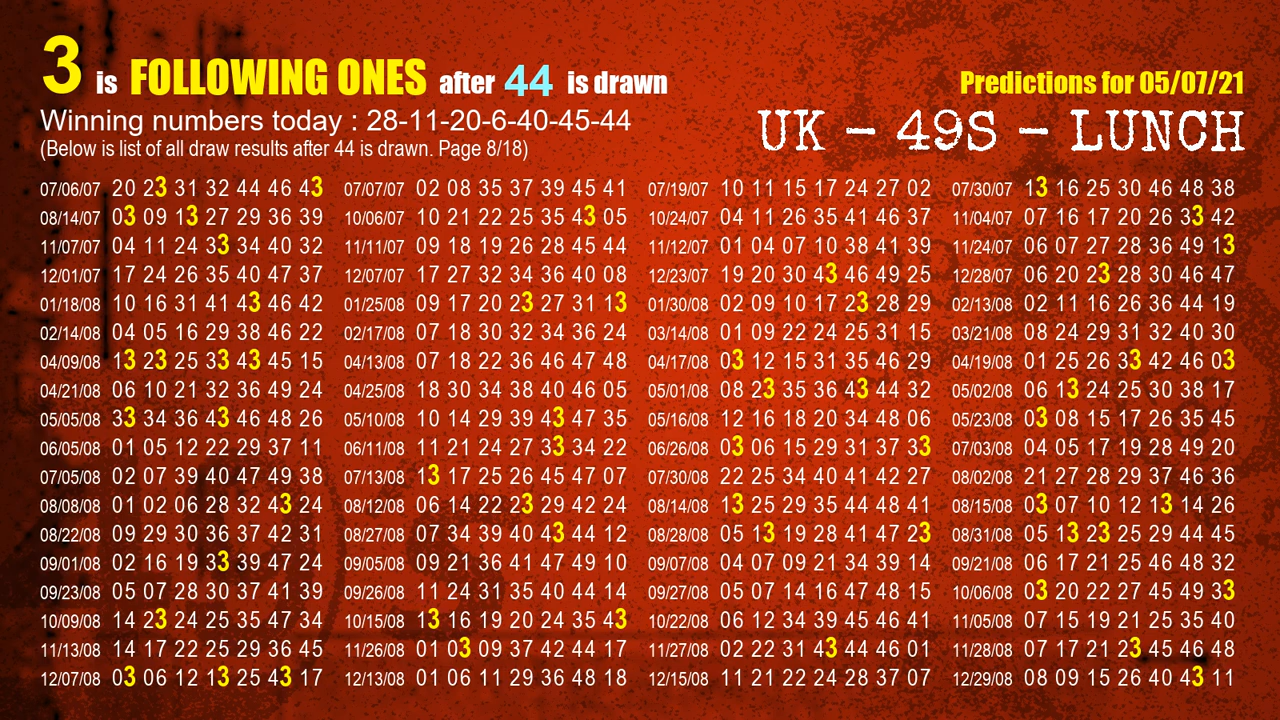 3 is FOLLOWING ONES after 44 is drawn
Predictions for 05/07/21
Winning numbers today : 28-11-20-6-40-45-44
UK - 49S - LUNCH
(Below is list of all draw results after 44 is drawn. Page 8/18)
07/06/07 20 23 31 32 44 46 43 07/07/07 02 08 35 37 39 45 41 07/19/07 10 11 15 17 24 27 02 07/30/07 13 16 25 30 46 48 38
08/14/07 03 09 13 27 29 36 39 10/06/07 10 21 22 25 35 43 05 10/24/07 04 11 26 35 41 46 37 11/04/07 07 16 17 20 26 33 42
11/07/07 04 11 24 33 34 40 32 11/11/07 09 18 19 26 28 45 44 11/12/07 01 04 07 10 38 41 39 11/24/07 06 07 27 28 36 49 13
12/01/07 17 24 26 35 40 47 37 12/07/07 17 27 32 34 36 40 08 12/23/07 19 20 30 43 46 49 25 12/28/07 06 20 23 28 30 46 47
01/18/08 10 16 31 41 43 46 42 01/25/08 09 17 20 23 27 31 13 01/30/08 02 09 10 17 23 28 29 02/13/08 02 11 16 26 36 44 19
02/14/08 04 05 16 29 38 46 22 02/17/08 07 18 30 32 34 36 24 03/14/08 01 09 22 24 25 31 15 03/21/08 08 24 29 31 32 40 30
04/09/08 13 23 25 33 43 45 15 04/13/08 07 18 22 36 46 47 48 04/17/08 03 12 15 31 35 46 29 04/19/08 01 25 26 33 42 46 03
04/21/08 06 10 21 32 36 49 24 04/25/08 18 30 34 38 40 46 05 05/01/08 08 23 35 36 43 44 32 05/02/08 06 13 24 25 30 38 17
05/05/08 33 34 36 43 46 48 26 05/10/08 10 14 29 39 43 47 35 05/16/08 12 16 18 20 34 48 06 05/23/08 03 08 15 17 26 35 45
06/05/08 01 05 12 22 29 37 11 06/11/08 11 21 24 27 33 34 22 06/26/08 03 06 15 29 31 37 33 07/03/08 04 05 17 19 28 49 20
07/05/08 02 07 39 40 47 49 38 07/13/08 13 17 25 26 45 47 07 07/30/08 22 25 34 40 41 42 27 08/02/08 21 27 28 29 37 46 36
08/08/08 01 02 06 28 32 43 24 08/12/08 06 14 22 23 29 42 24 08/14/08 13 25 29 35 44 48 41 08/15/08 03 07 10 12 13 14 26
08/22/08 09 29 30 36 37 42 31 08/27/08 07 34 39 40 43 44 12 08/28/08 05 13 19 28 41 47 23 08/31/08 05 13 23 25 29 44 45
09/01/08 02 16 19 33 39 47 24 09/05/08 09 21 36 41 47 49 10 09/07/08 04 07 09 21 34 39 14 09/21/08 06 17 21 25 46 48 32
09/23/08 05 07 28 30 37 41 39 09/26/08 11 24 31 35 40 44 14 09/27/08 05 07 14 16 47 48 15 10/06/08 03 20 22 27 45 49 33
10/09/08 14 23 24 25 35 47 34 10/15/08 13 16 19 20 24 35 43 10/22/08 06 12 34 39 45 46 41 11/05/08 07 15 19 21 25 35 40
11/13/08 14 17 22 25 29 36 45 11/26/08 01 03 09 37 42 44 17 11/27/08 02 22 31 43 44 46 01 11/28/08 07 17 21 23 45 46 48
12/07/08 03 06 12 13 25 43 17 12/13/08 01 06 11 29 36 48 18 12/15/08 11 21 22 24 28 37 07 12/29/08 08 09 15 26 40 43 11